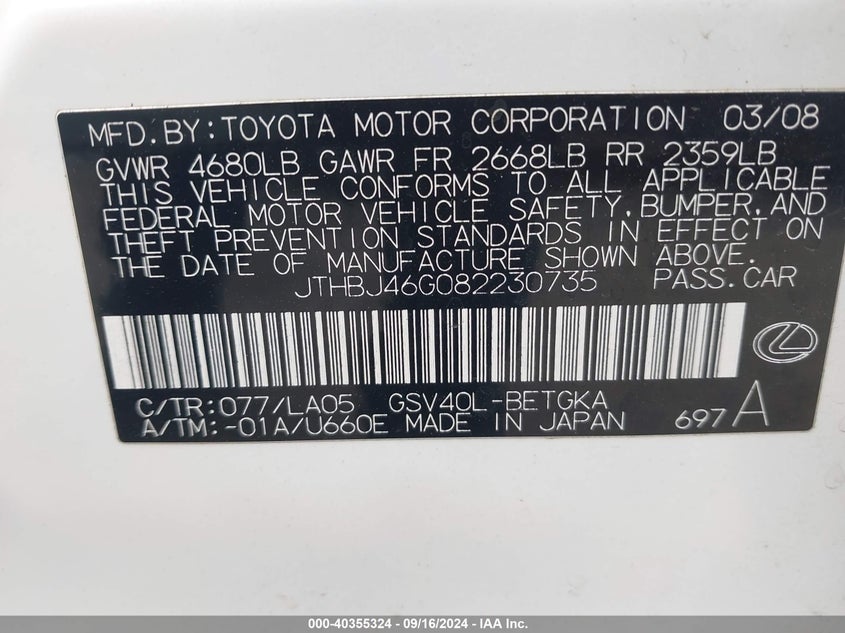 MFD.BY:TOYOTA MOTOR CORPORATION 03/08
GVWR 4680LB GAWR FR 2668LB RR 2359LB
THIS VEHICLE CONFORMS TO ALL APPLICABLE
FEDERAL MOTOR VEHICLE SAFETY,BUMPER,AND
THEFT PREVENTION STANDARDS IN EFFECT ON
THE DATE OF MANUFACTURE SHOWN ABOVE.
JTHBJ46G082230735 PASS.CAR
C/TR:077/LA05 GSV40L-BETGKA
A/TM:-01A/U660E MADE IN JAPAN 697A
000-40355324 - 09/16/2024 - IAA Inc.